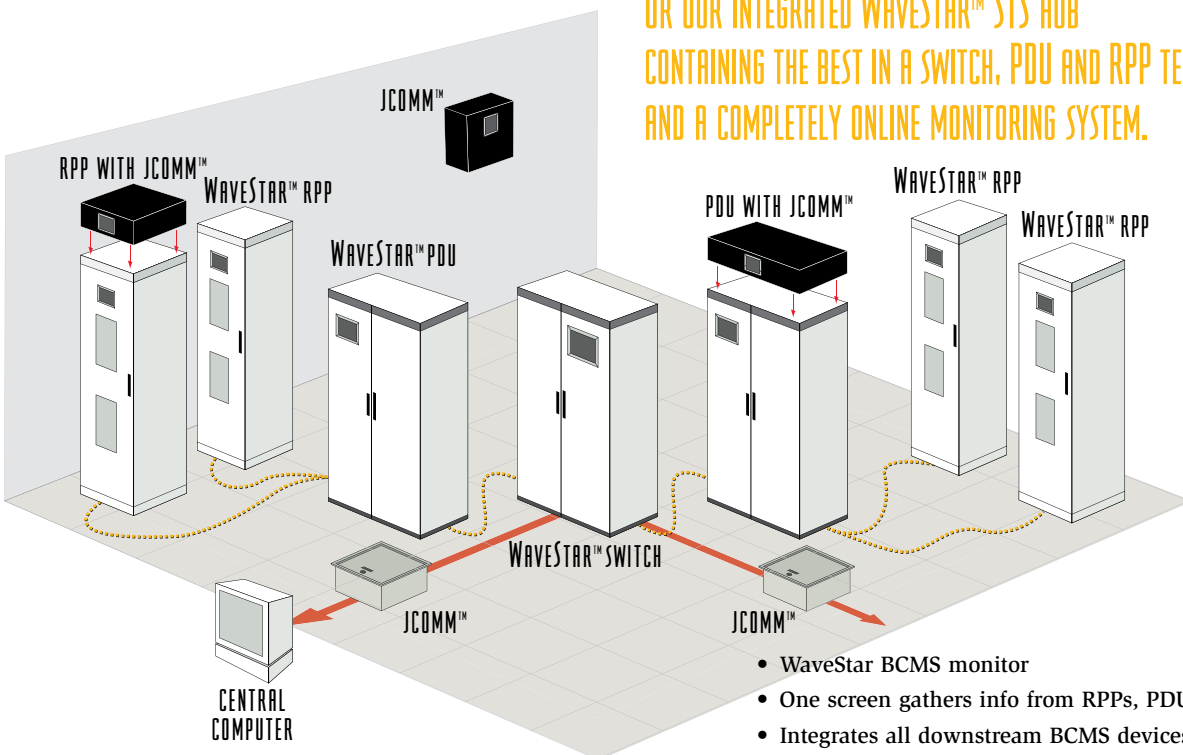 OR OUR INTEGRATED WAVESTAR™ STS HUB
CONTAINING THE BEST IN A SWITCH, PDU AND RPP TE
AND A COMPLETELY ONLINE MONITORING SYSTEM.
JCOMM™
RPP WITH JCOMM™
WAVESTAR™ RPP
WAVESTAR™ PDU
PDU WITH JCOMM™
WAVESTAR™ RPP
WAVESTAR™ RPP
WAVESTAR™ SWITCH
JCOMM™
JCOMM™
CENTRAL
COMPUTER
• WaveStar BCMS monitor
• One screen gathers info from RPPs, PDU
• Integrates all downstream BCMS devices